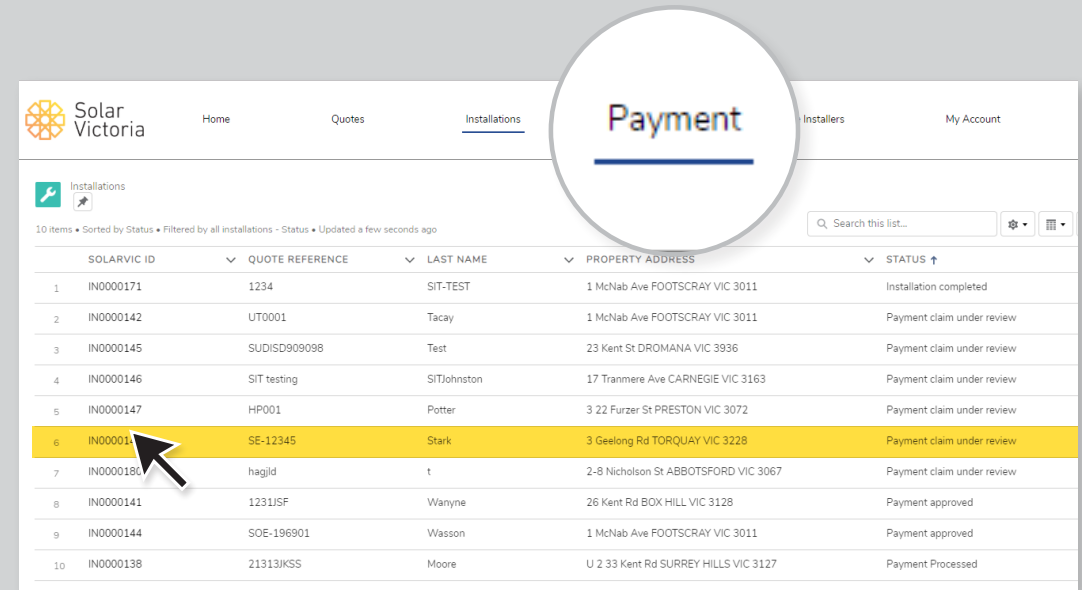 Solar
Victoria
Home Quotes Installations Payment Installers My Account
Installations
10 items • Sorted by Status • Filtered by all installations - Status • Updated a few seconds ago
Search this list...
SOLARVIC ID QUOTE REFERENCE LAST NAME PROPERTY ADDRESS STATUS ↑
1 IN0000171 1234 SIT-TEST 1 McNab Ave FOOTSCRAY VIC 3011 Installation completed
2 IN0000142 UT0001 Tacay 1 McNab Ave FOOTSCRAY VIC 3011 Payment claim under review
3 IN0000145 SUDISD909098 Test 23 Kent St DROMANA VIC 3936 Payment claim under review
4 IN0000146 SIT testing SITJohnston 17 Tranmere Ave CARNEGIE VIC 3163 Payment claim under review
5 IN0000147 HP001 Potter 3 22 Furzer St PRESTON VIC 3072 Payment claim under review
6 SE-12345 Stark 3 Geelong Rd TORQUAY VIC 3228 Payment claim under review
7 IN0000180 hagjld t 2-8 Nicholson St ABBOTSFORD VIC 3067 Payment claim under review
8 IN0000141 1231JSF Wanyne 26 Kent Rd BOX HILL VIC 3128 Payment approved
9 IN0000144 SOE-196901 Wasson 1 McNab Ave FOOTSCRAY VIC 3011 Payment approved
10 IN0000138 21313JKSS Moore U 2 33 Kent Rd SURREY HILLS VIC 3127 Payment Processed